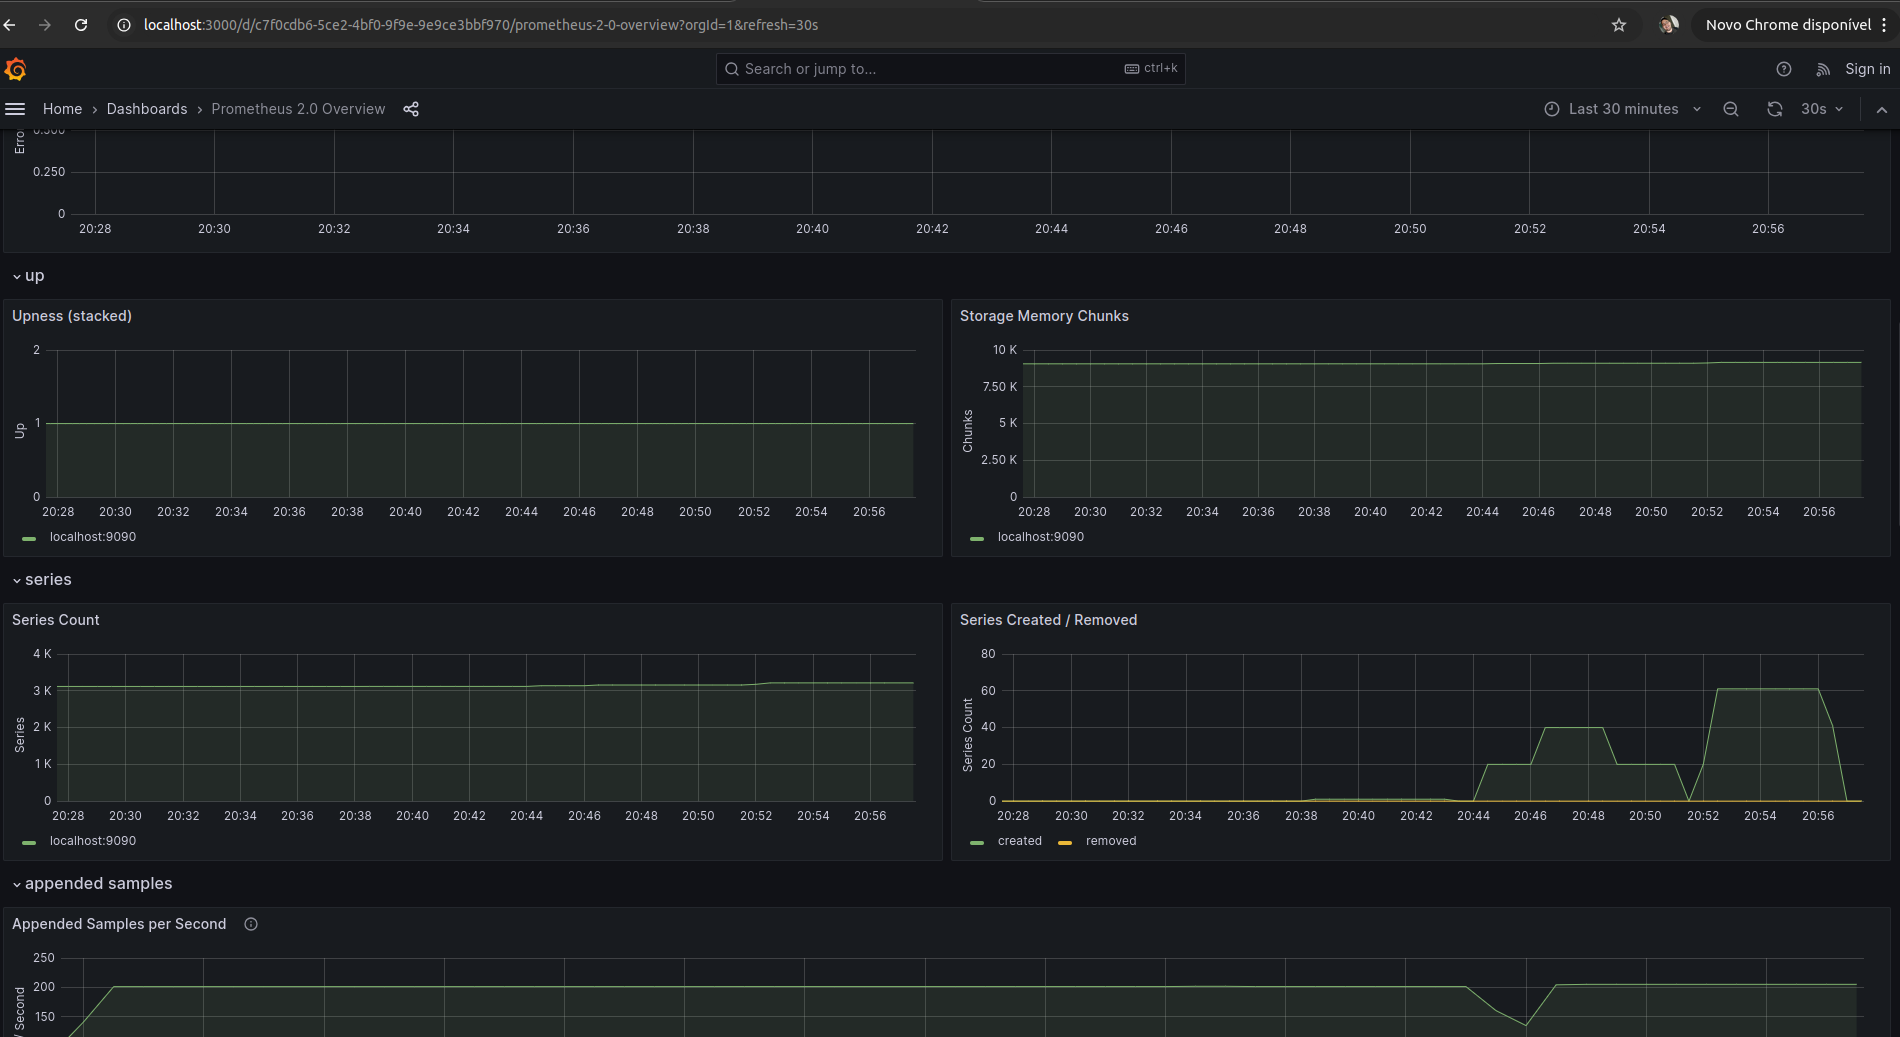 localhost:3000/d/c7f0cdb6-5ce2-4bf0-9f9e-9e9ce3bbf970/prometheus-2-0-overview?orgId=1&refresh=30s
Novo Chrome disponível
Search or jump to...
ctrl+k
Sign in
Home › Dashboards › Prometheus 2.0 Overview
Last 30 minutes
30s
0.500
0.250
0
20:28 20:30 20:32 20:34 20:36 20:38 20:40 20:42 20:44 20:46 20:48 20:50 20:52 20:54 20:56
up
Upness (stacked)
Up
2
1
0
20:28 20:30 20:32 20:34 20:36 20:38 20:40 20:42 20:44 20:46 20:48 20:50 20:52 20:54 20:56
localhost:9090
Storage Memory Chunks
Chunks
10 K
7.50 K
5 K
2.50 K
0
20:28 20:30 20:32 20:34 20:36 20:38 20:40 20:42 20:44 20:46 20:48 20:50 20:52 20:54 20:56
localhost:9090
series
Series Count
Series
4 K
3 K
2 K
1 K
0
20:28 20:30 20:32 20:34 20:36 20:38 20:40 20:42 20:44 20:46 20:48 20:50 20:52 20:54 20:56
localhost:9090
Series Created / Removed
Series Count
80
60
40
20
0
20:28 20:30 20:32 20:34 20:36 20:38 20:40 20:42 20:44 20:46 20:48 20:50 20:52 20:54 20:56
created removed
appended samples
Appended Samples per Second
/ Second
250
200
150